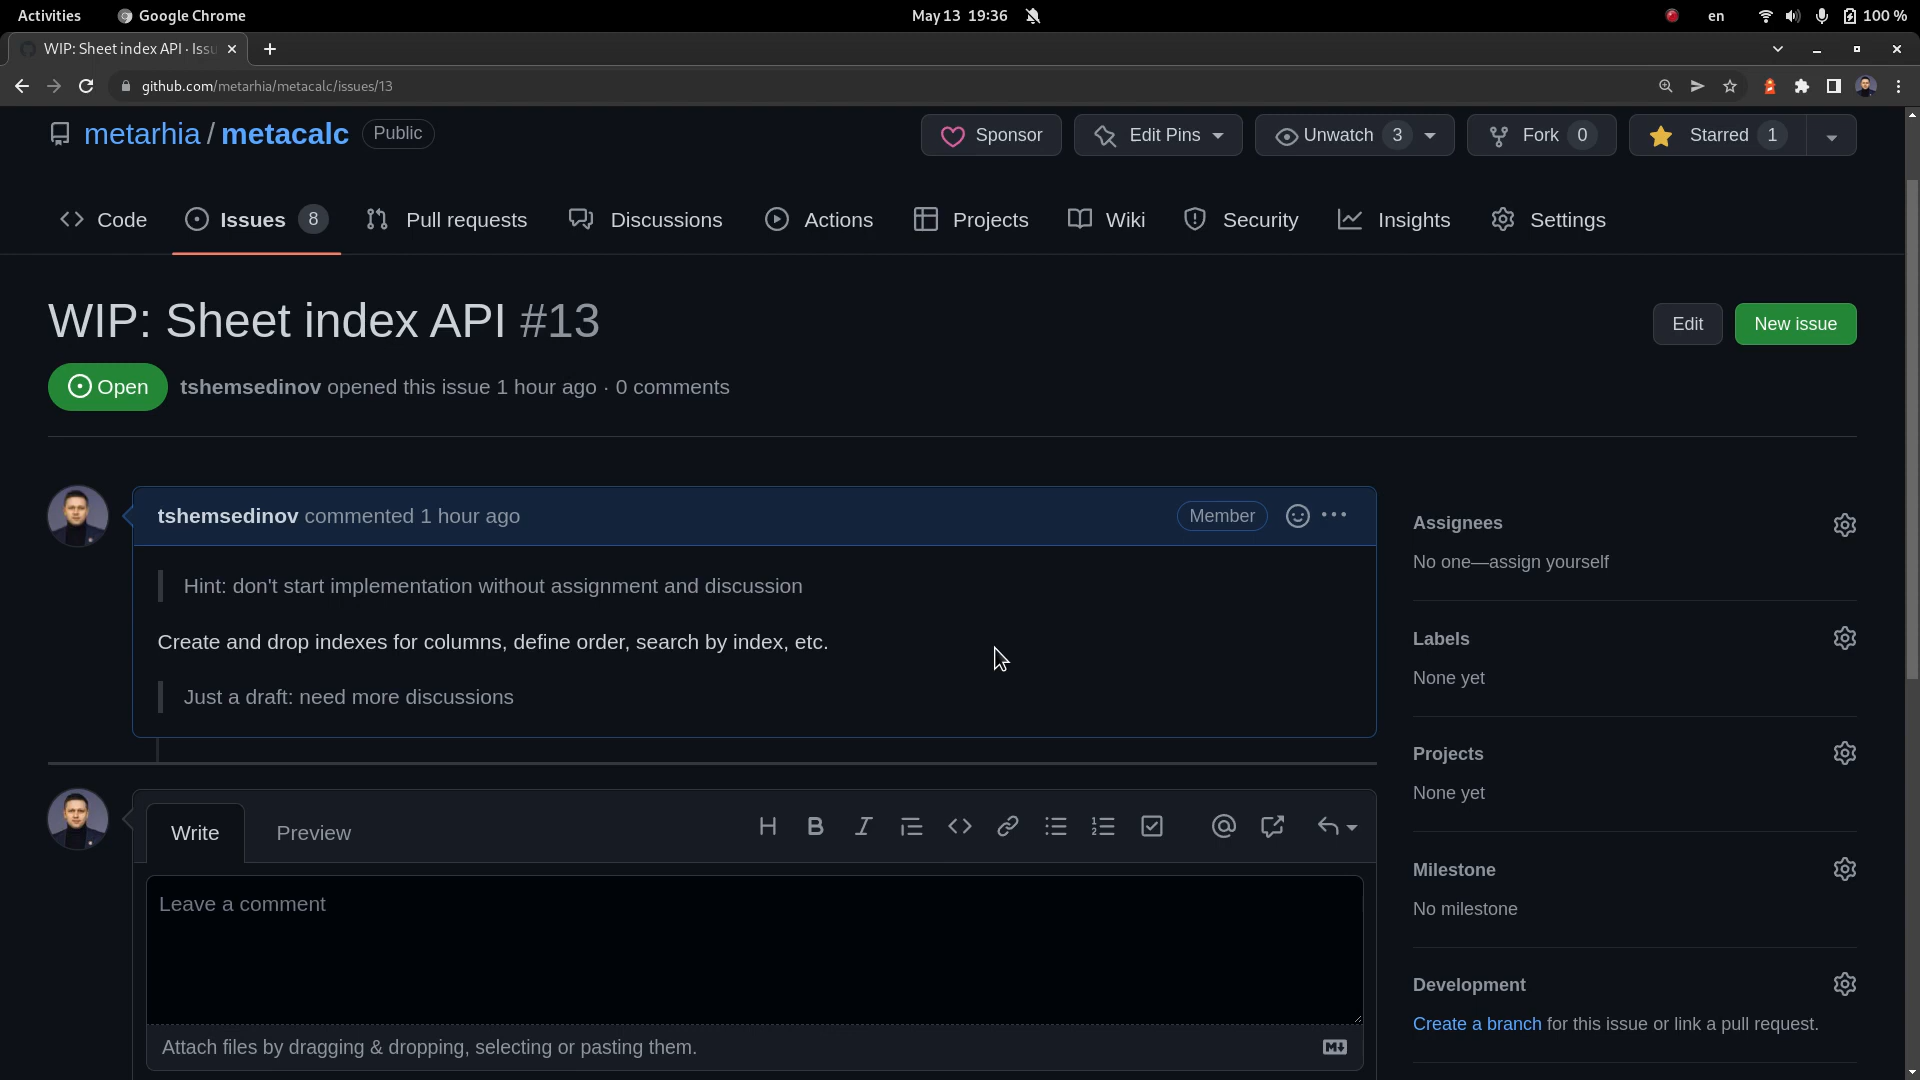 Activities Google Chrome May 13 19:36 en 100 %
WIP: Sheet index API · Issu
github.com/metarhia/metacalc/issues/13
metarhia / metacalc Public Sponsor Edit Pins Unwatch 3 Fork 0 Starred 1
Code Issues 8 Pull requests Discussions Actions Projects Wiki Security Insights Settings
WIP: Sheet index API #13 Edit New issue
Open tshemsedinov opened this issue 1 hour ago · 0 comments
tshemsedinov commented 1 hour ago Member
Hint: don't start implementation without assignment and discussion
Create and drop indexes for columns, define order, search by index, etc.
Just a draft: need more discussions
Assignees
No one—assign yourself
Labels
None yet
Projects
None yet
Milestone
No milestone
Development
Create a branch for this issue or link a pull request.
Write Preview
Leave a comment
Attach files by dragging & dropping, selecting or pasting them.